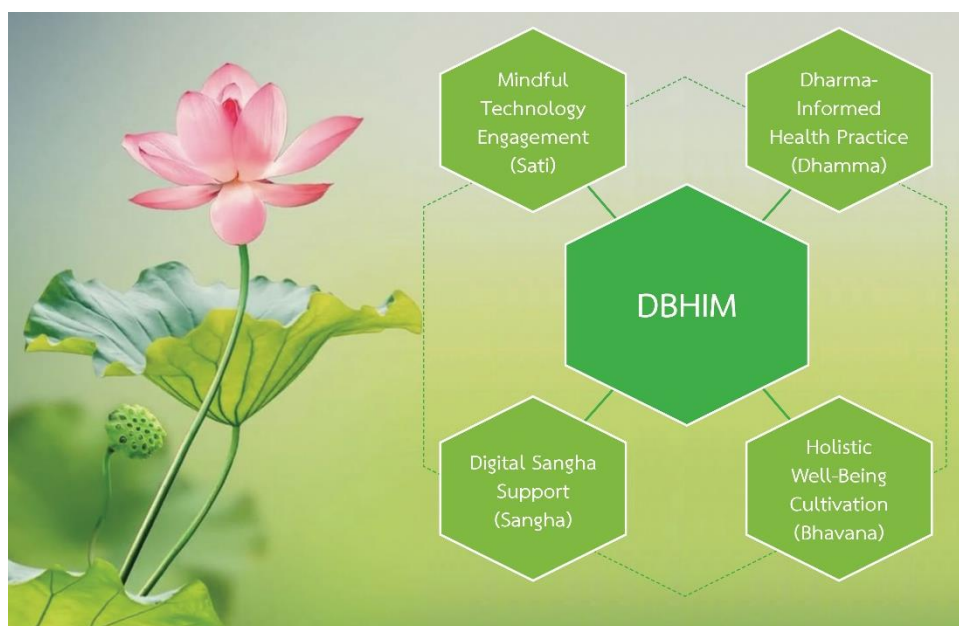 Mindful
Technology
Engagement
(Sati)
Dharma-
Informed
Health Practice
(Dhamma)
DBHIM
Digital Sangha
Support
(Sangha)
Holistic
Well-Being
Cultivation
(Bhavana)